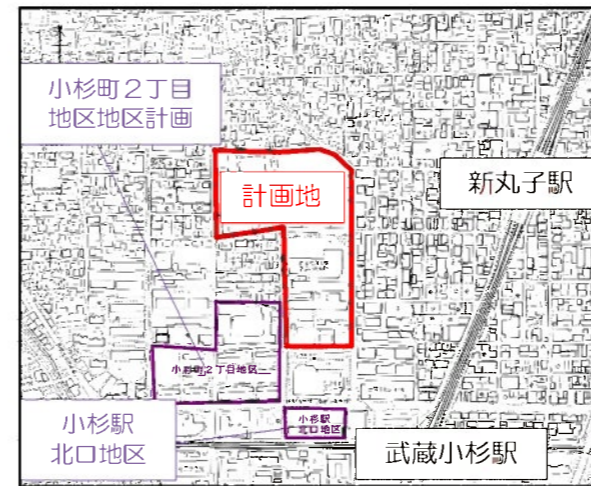 小杉町２丁目
地区地区計画
計画地
新丸子駅
小杉町２丁目地区
小杉駅
北口地区
小杉駅
北口地区
武蔵小杉駅